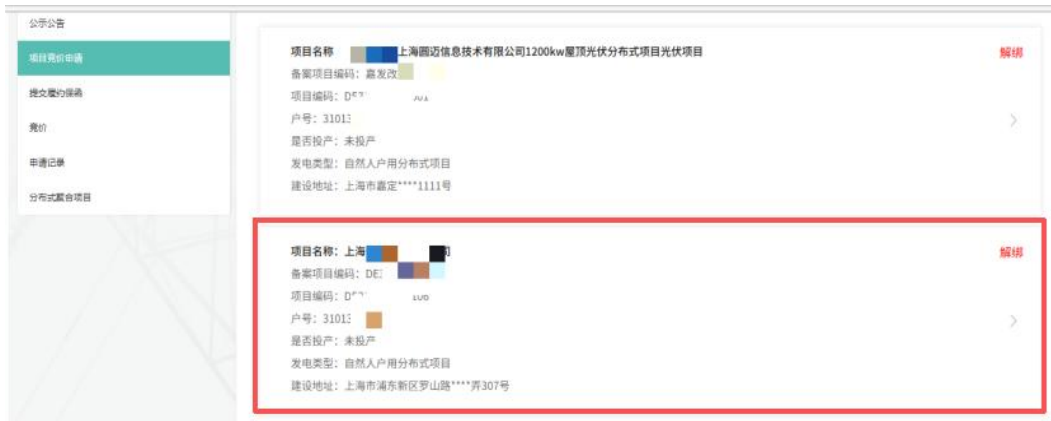 公示公告
项目竞价申请
提交履约保函
竞价
申请记录
分布式聚合项目
项目名称 上海圆迈信息技术有限公司1200kw屋顶光伏分布式项目光伏项目
解绑
备案项目编码：嘉发改
项目编码：D
户号：31013
是否投产：未投产
发电类型：自然人户用分布式项目
建设地址：上海市嘉定****1111号
项目名称：上海
解绑
备案项目编码：DE
项目编码：D
户号：31013
是否投产：未投产
发电类型：自然人户用分布式项目
建设地址：上海市浦东新区罗山路****弄307号